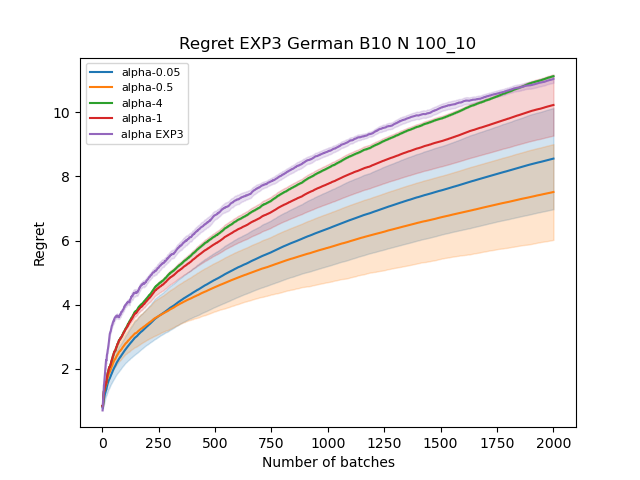 Regret EXP3 German B10 N 100_10
alpha-0.05
alpha-0.5
alpha-4
alpha-1
alpha EXP3
10
8
6
4
2
Regret
0 250 500 750 1000 1250 1500 1750 2000
Number of batches